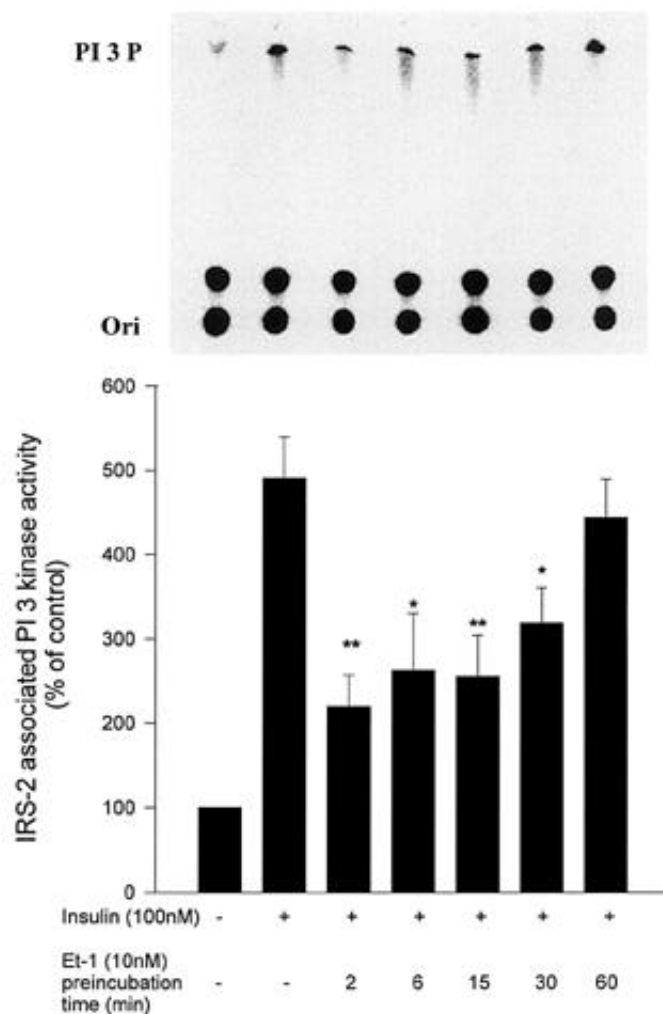 PI 3 P
Ori
IRS-2 associated PI 3 kinase activity
(% of control)
600
500
400
300
200
100
0
** * ** *
Insulin (100nM) - + + + + + +
Et-1 (10nM)
preincubation
time (min) - - 2 6 15 30 60